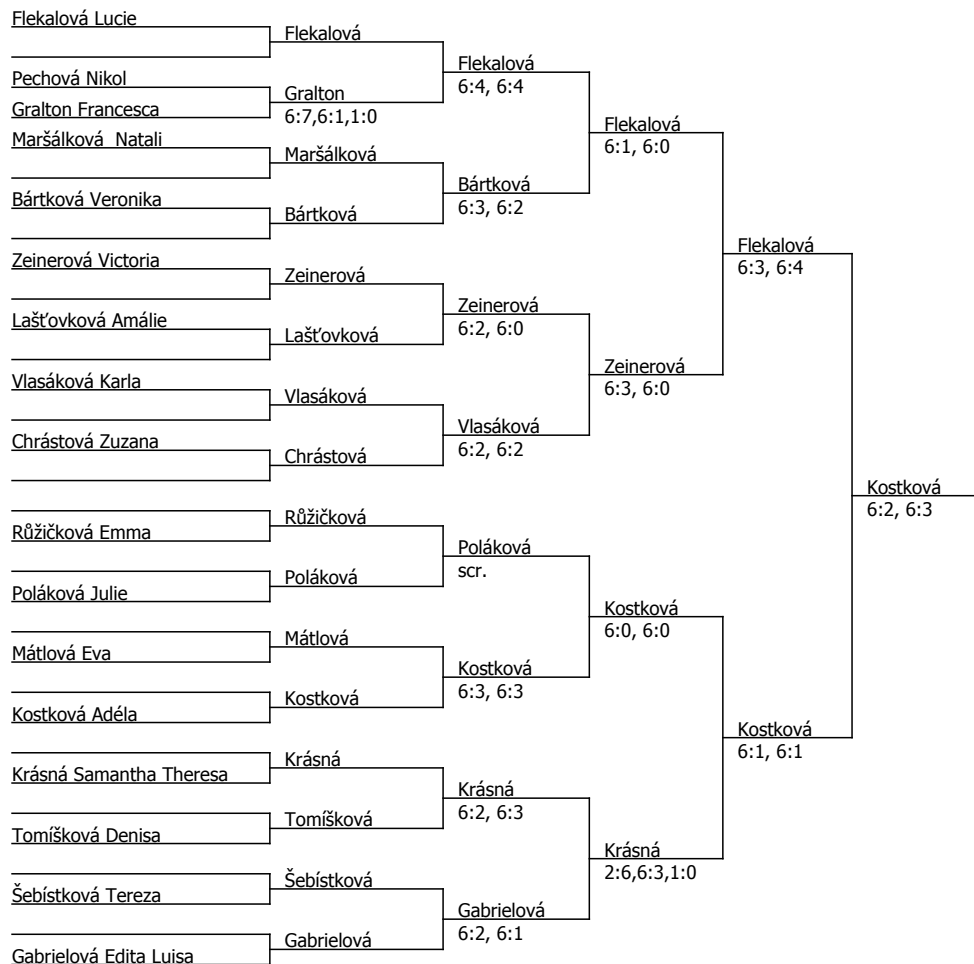 Flekalová Lucie
Pechová Nikol
Gralton Francesca
Maršálková  Natali
Bártková Veronika
Zeinerová Victoria
Lašťovková Amálie
Vlasáková Karla
Chrástová Zuzana
Růžičková Emma
Poláková Julie
Mátlová Eva
Kostková Adéla
Krásná Samantha Theresa
Tomíšková Denisa
Šebístková Tereza
Gabrielová Edita Luisa
Flekalová
Gralton
6:7,6:1,1:0
Maršálková
Bártková
Zeinerová
Lašťovková
Vlasáková
Chrástová
Růžičková
Poláková
Mátlová
Kostková
Krásná
Tomíšková
Šebístková
Gabrielová
Flekalová
6:4, 6:4
Bártková
6:3, 6:2
Zeinerová
6:2, 6:0
Vlasáková
6:2, 6:2
Poláková
scr.
Kostková
6:3, 6:3
Krásná
6:2, 6:3
Gabrielová
6:2, 6:1
Flekalová
6:1, 6:0
Zeinerová
6:3, 6:0
Kostková
6:0, 6:0
Krásná
2:6,6:3,1:0
Flekalová
6:3, 6:4
Kostková
6:1, 6:1
Kostková
6:2, 6:3